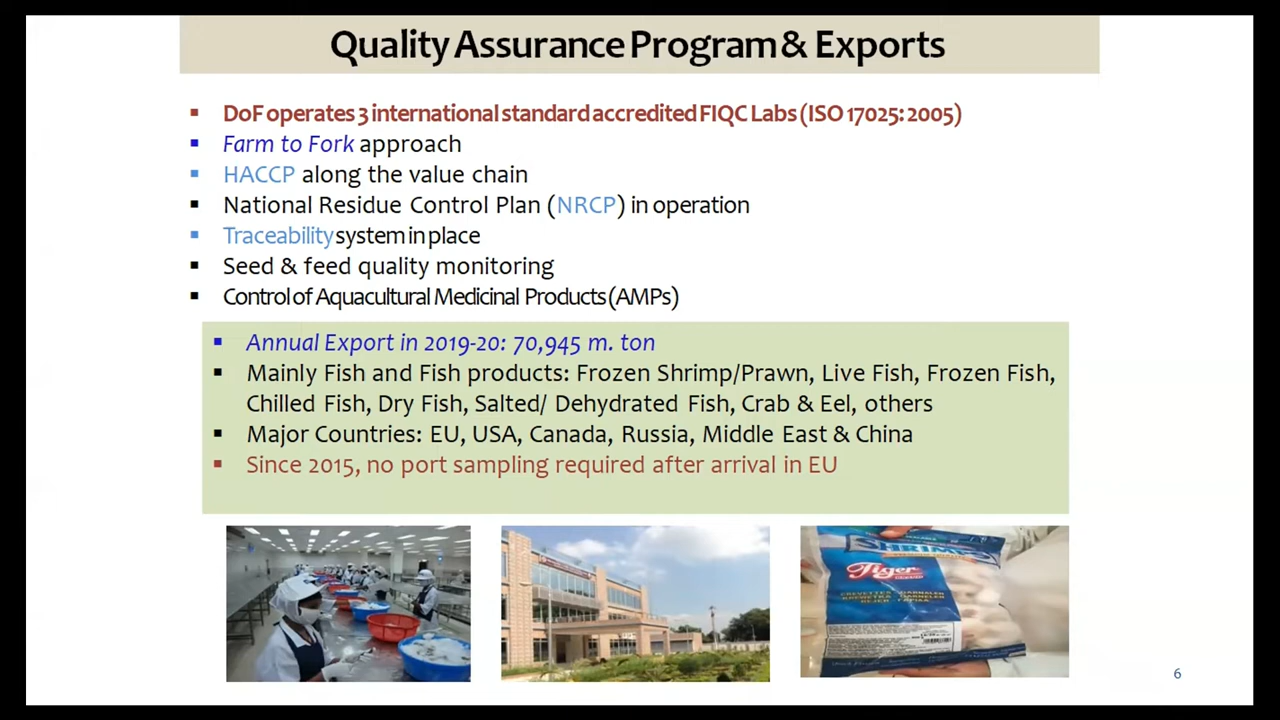 Quality Assurance Program & Exports
▪ DoF operates 3 international standard accredited FIQC Labs (ISO 17025: 2005)
▪ Farm to Fork approach
▪ HACCP along the value chain
▪ National Residue Control Plan (NRCP) in operation
▪ Traceability system in place
▪ Seed & feed quality monitoring
▪ Control of Aquacultural Medicinal Products (AMPs)
▪ Annual Export in 2019-20: 70,945 m. ton
▪ Mainly Fish and Fish products: Frozen Shrimp/Prawn, Live Fish, Frozen Fish,
Chilled Fish, Dry Fish, Salted/ Dehydrated Fish, Crab & Eel, others
▪ Major Countries: EU, USA, Canada, Russia, Middle East & China
▪ Since 2015, no port sampling required after arrival in EU
SHRIMPS
Tiger
6